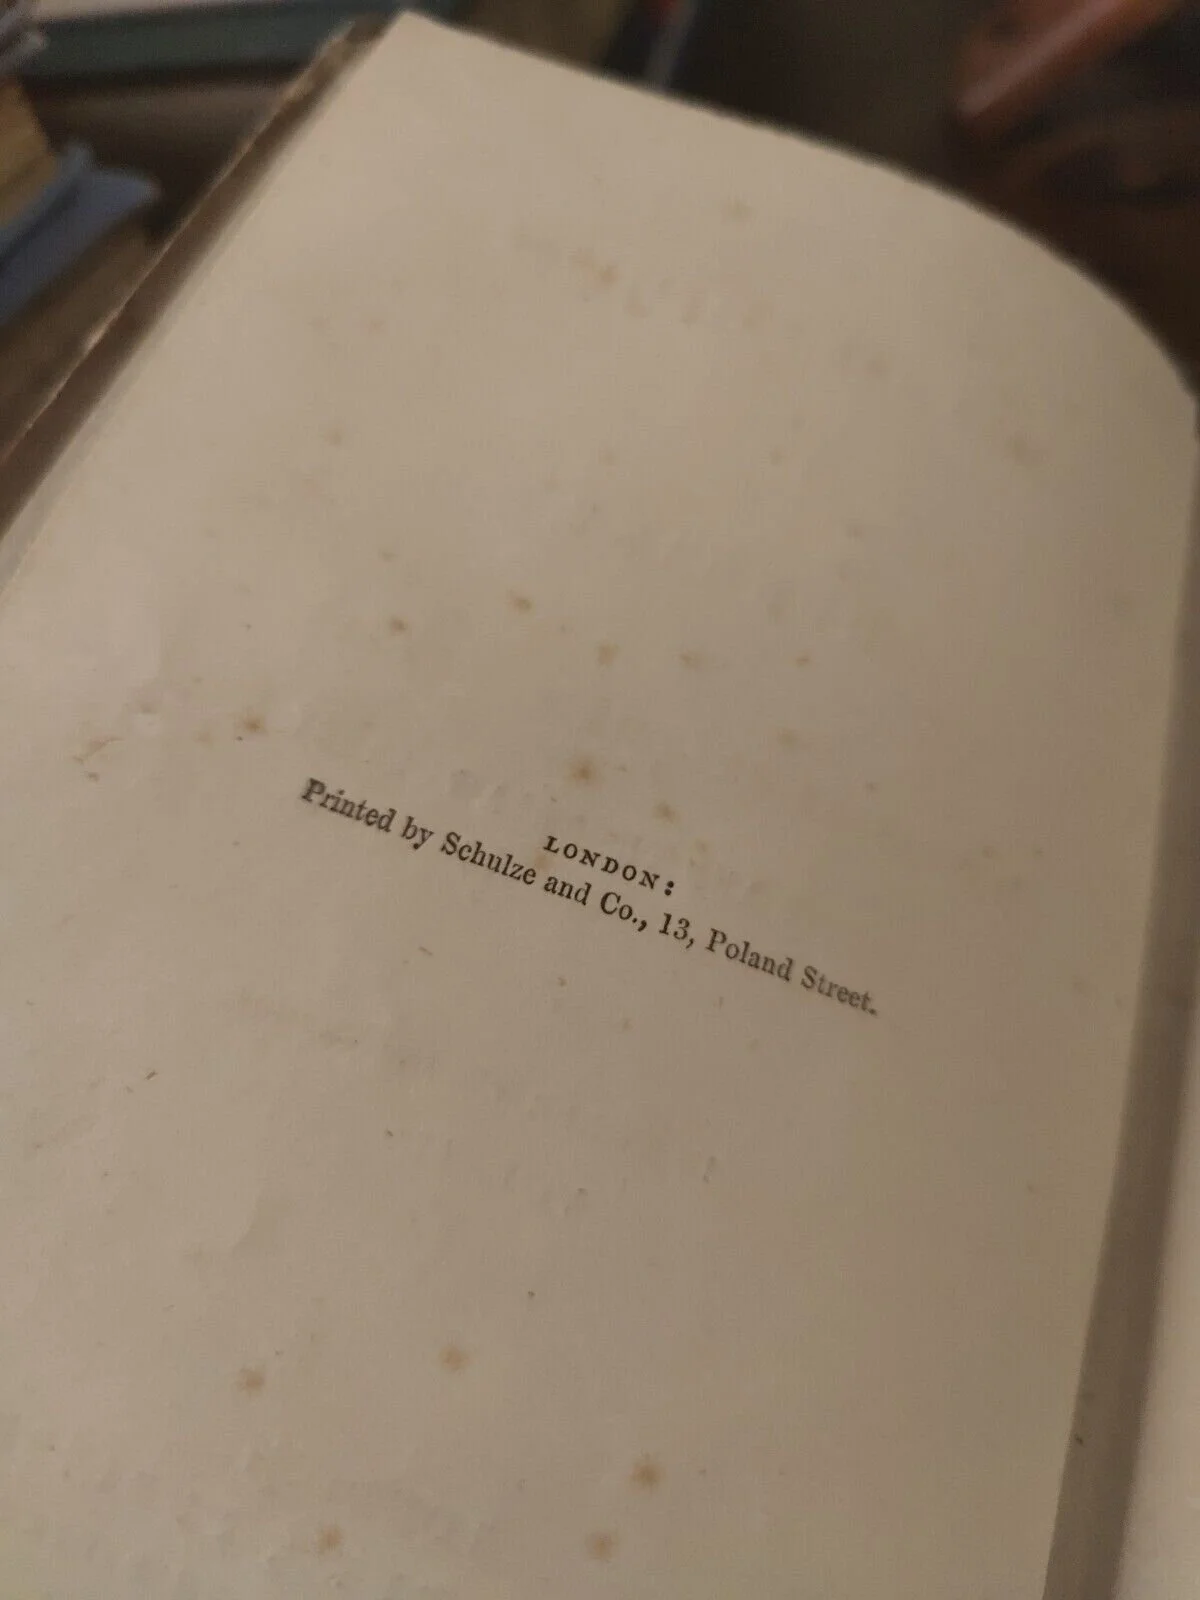 LONDON:
Printed by Schulze and Co., 13, Poland Street.